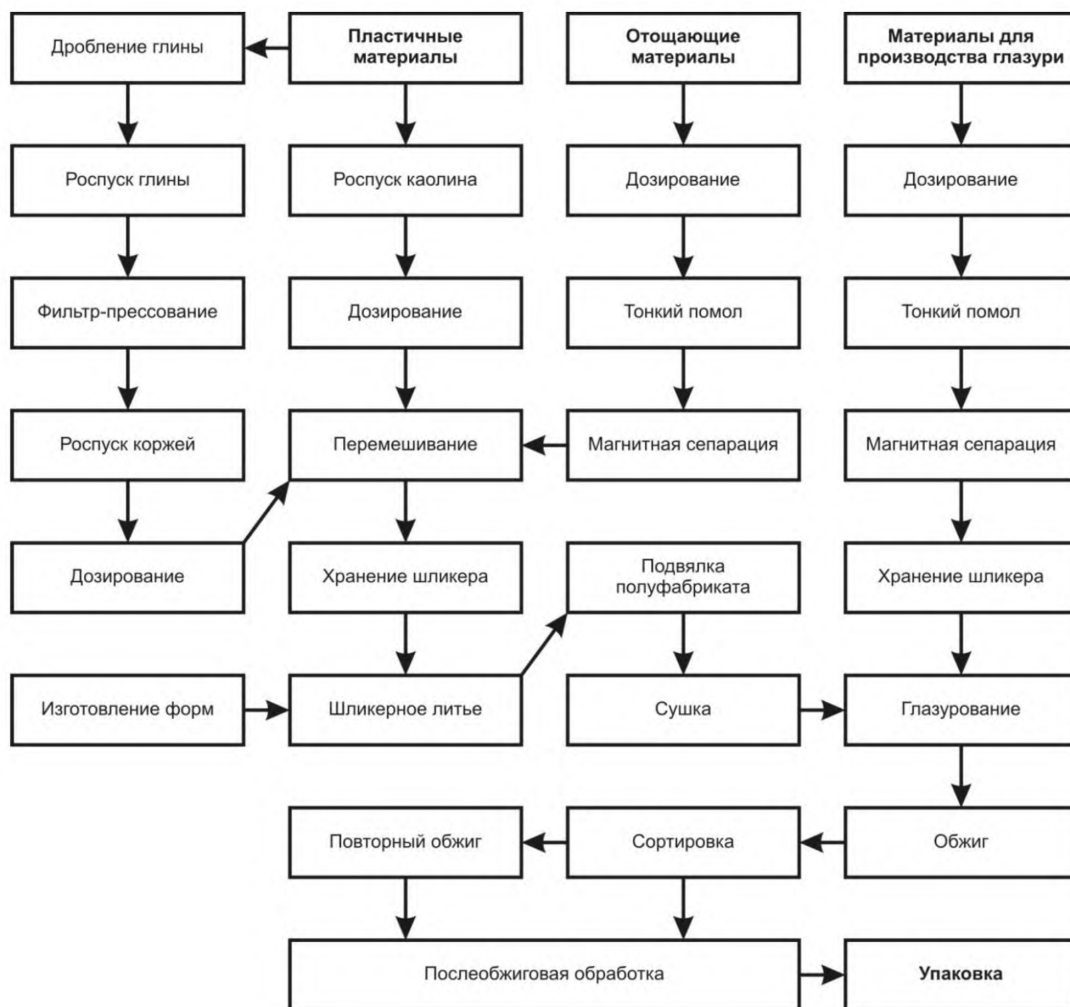 Дробление глины
Пластичные
материалы
Отощающие
материалы
Материалы для
производства глазури
Роспуск глины
Роспуск каолина
Дозирование
Дозирование
Фильтр-прессование
Дозирование
Тонкий помол
Тонкий помол
Роспуск коржей
Перемешивание
Магнитная сепарация
Магнитная сепарация
Дозирование
Хранение шликера
Подвялка
полуфабриката
Хранение шликера
Изготовление форм
Шликерное литье
Сушка
Глазурование
Повторный обжиг
Сортировка
Обжиг
Послеобжиговая обработка
Упаковка